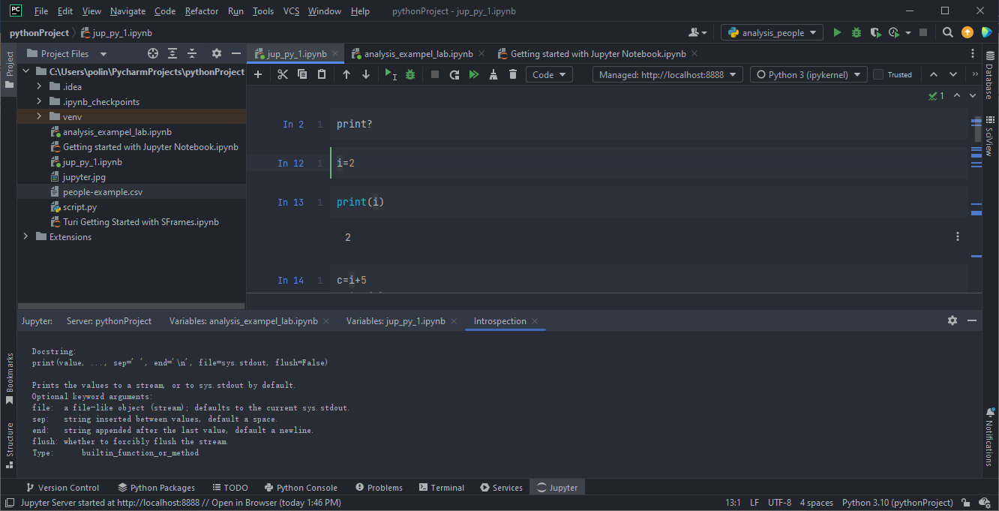 PC File Edit View Navigate Code Refactor Run Tools VCS Window Help pythonProject - jup_py_1.ipynb
pythonProject jup_py_1.ipynb analysis_people
Project
Project Files
jup_py_1.ipynb analysis_exampel_lab.ipynb Getting started with Jupyter Notebook.ipynb
C:\Users\polin\PycharmProjects\pythonProject
.idea
.ipynb_checkpoints
venv
analysis_exampel_lab.ipynb
Getting started with Jupyter Notebook.ipynb
jup_py_1.ipynb
jupyter.jpg
people-example.csv
script.py
Turi Getting Started with SFrames.ipynb
Extensions
Code Managed: http://localhost:8888 Python 3 (ipykernel) Trusted
1
In 2 1 print?
In 12 1 i=2
In 13 1 print(i)
2
In 14 1 c=i+5
Database
SciView
Notifications
Jupyter: Server: pythonProject Variables: analysis_exampel_lab.ipynb Variables: jup_py_1.ipynb Introspection
Docstring:
print(value, ..., sep=' ', end='\n', file=sys.stdout, flush=False)
Prints the values to a stream, or to sys.stdout by default.
Optional keyword arguments:
file: a file-like object (stream); defaults to the current sys.stdout.
sep: string inserted between values, default a space.
end: string appended after the last value, default a newline.
flush: whether to forcibly flush the stream.
Type: builtin_function_or_method
Bookmarks
Structure
Version Control Python Packages TODO Python Console Problems Terminal Services Jupyter
Jupyter Server started at http://localhost:8888 // Open in Browser (today 1:46 PM) 13:1 LF UTF-8 4 spaces Python 3.10 (pythonProject)